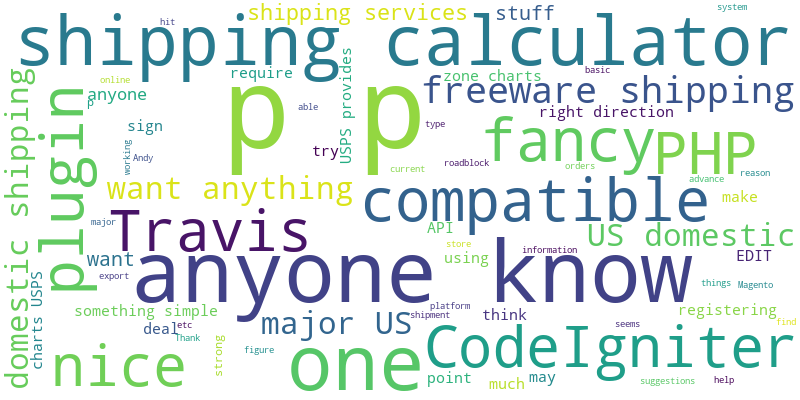 shipping services
stuff
system
hit
shipping calculator
online
require
USPS provides
zone charts
basic
anyone
p
p p
able
freeware shipping
right direction
sign
type
working
Andy
try
fancy PHP
roadblock
current
orders
advance
reason
domestic shipping
plugin
want anything
compatible
make
major
Travis
API
US domestic
store
want
using
information
EDIT
anyone know
export
seems
things
Magento
charts USPS
something simple
platform
registering
deal
etc
major US
shipment
think
find
Thank
nice
strong
figure
one
CodeIgniter
point
much
may
suggestions
help